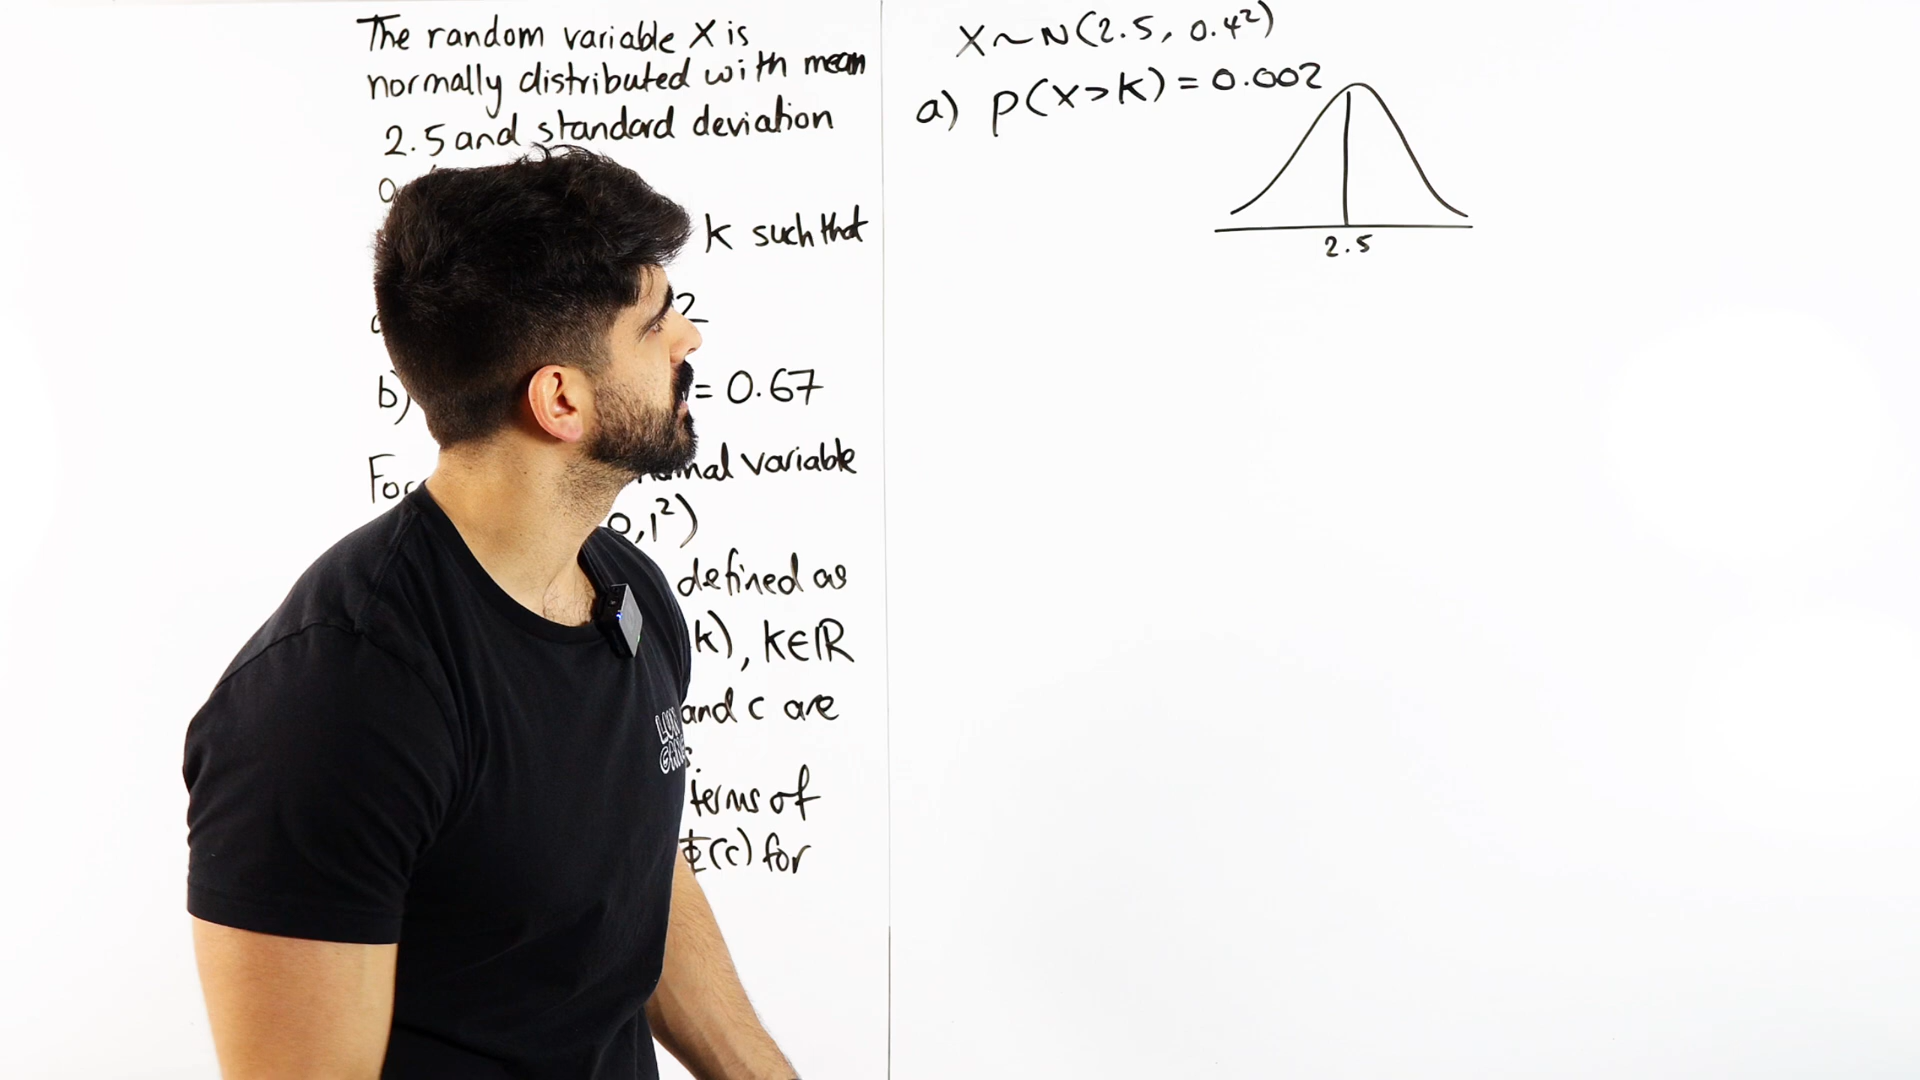 The random variable X is
normally distributed with mean
2.5 and standard deviation
k such that
2
b) = 0.67
For variable
0,1²)
defined as
k), K∈ℝ
and c are
terms of
Φ(c) for
X~N(2.5, 0.4²)
a) P(X>K) = 0.002
2.5